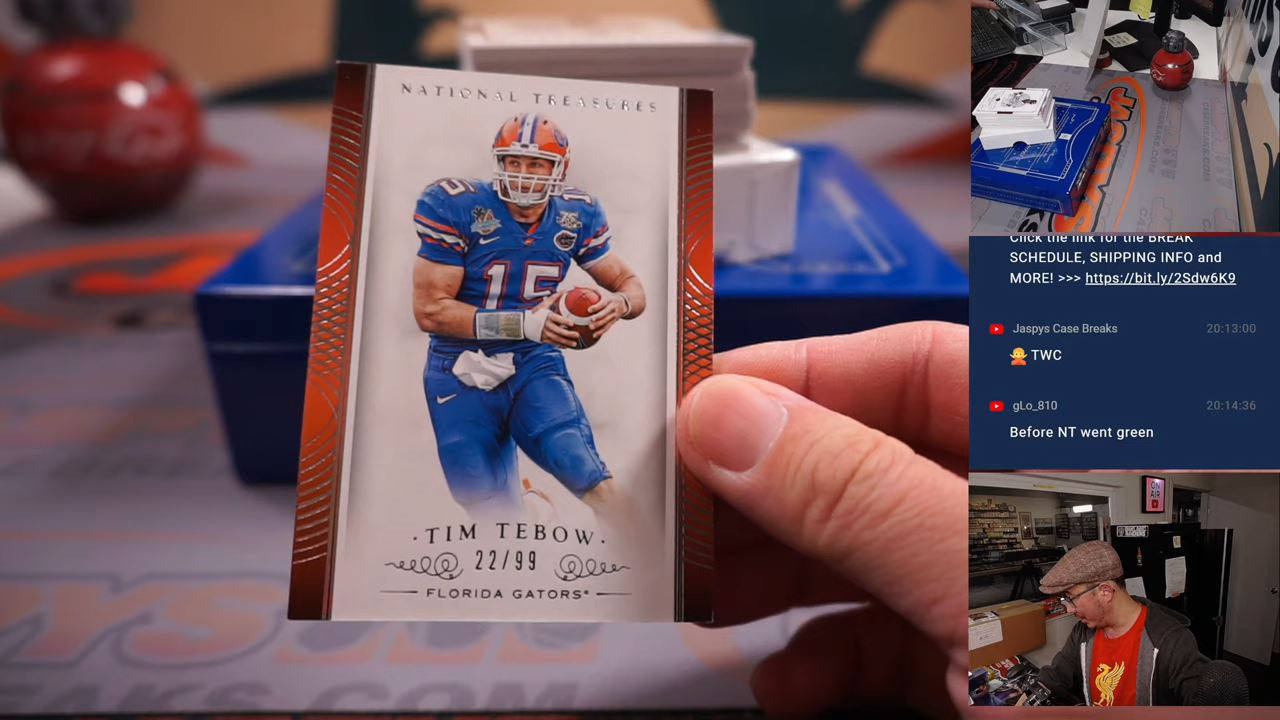 NATIONAL TREASURES
15
15
·TIM TEBOW·
22/99
FLORIDA GATORS®
Click the link for the BREAK
SCHEDULE, SHIPPING INFO and
MORE! >>> https://bit.ly/2Sdw6K9
Jaspys Case Breaks 20:13:00
TWC
gLo_810 20:14:36
Before NT went green
ON
AIR